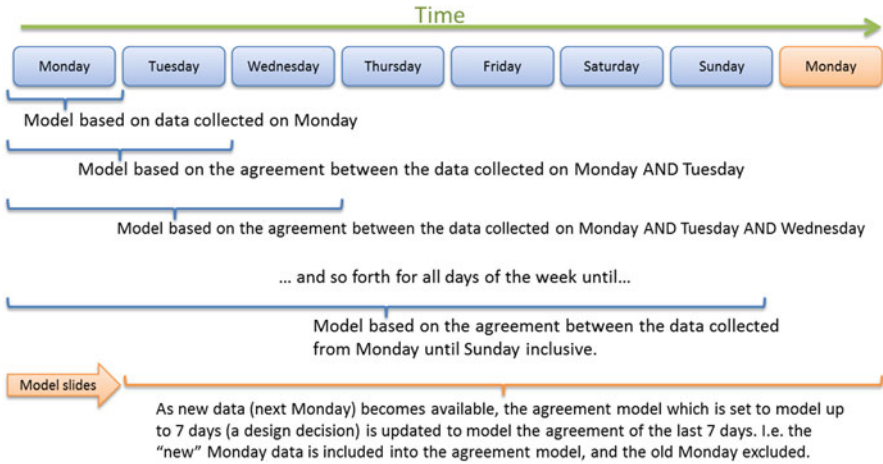 Time
Monday
Tuesday
Wednesday
Thursday
Friday
Saturday
Sunday
Monday
Model based on data collected on Monday
Model based on the agreement between the data collected on Monday AND Tuesday
Model based on the agreement between the data collected on Monday AND Tuesday AND Wednesday
... and so forth for all days of the week until...
Model based on the agreement between the data collected
from Monday until Sunday inclusive.
Model slides
As new data (next Monday) becomes available, the agreement model which is set to model up
to 7 days (a design decision) is updated to model the agreement of the last 7 days. I.e. the
“new” Monday data is included into the agreement model, and the old Monday excluded.